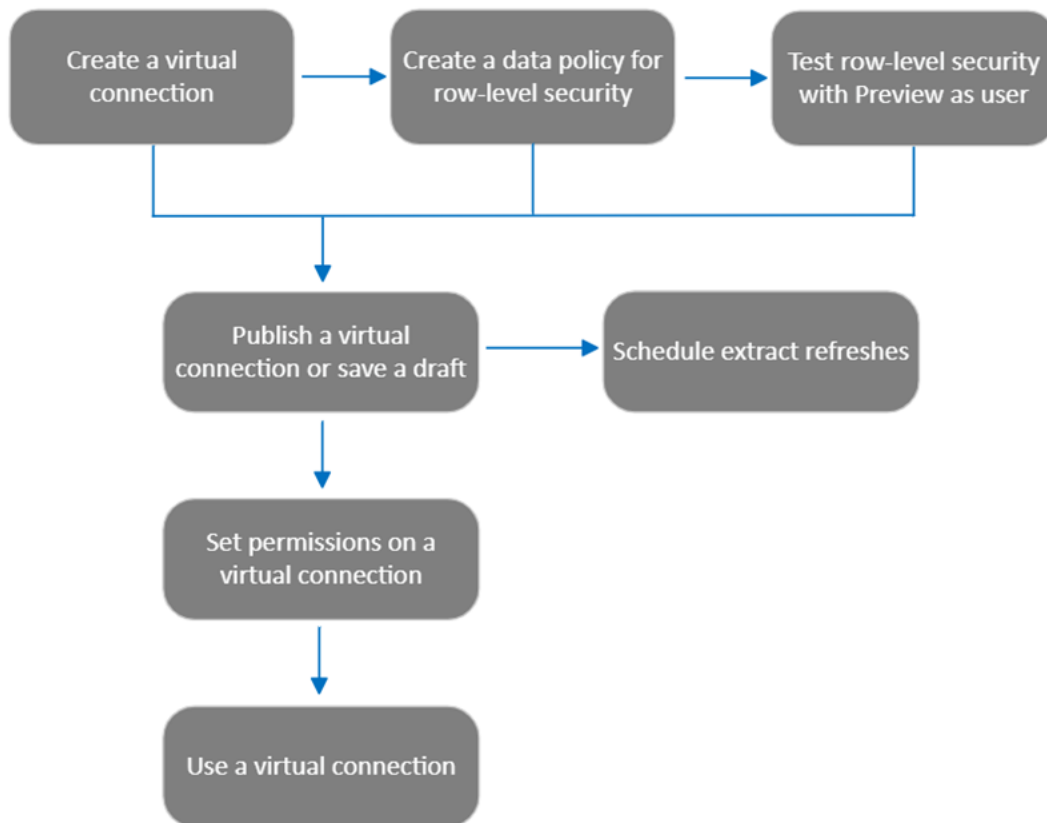 Create a virtual
connection
Create a data policy for
row-level security
Test row-level security
with Preview as user
Publish a virtual
connection or save a draft
Schedule extract refreshes
Set permissions on a
virtual connection
Use a virtual connection